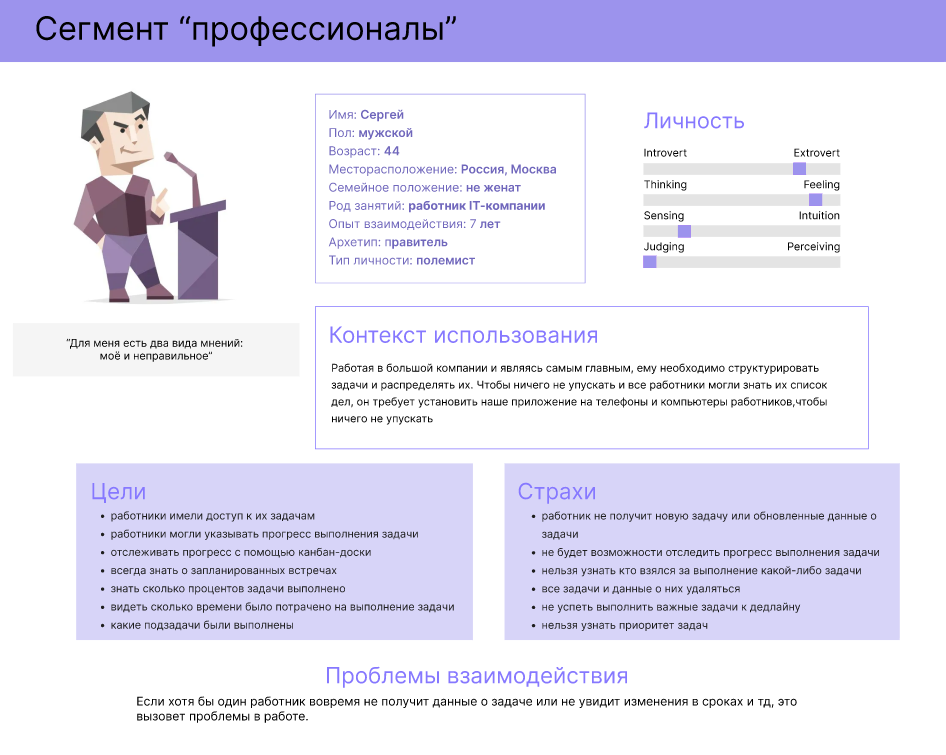 Сегмент “профессионалы”
Имя: Сергей
Пол: мужской
Возраст: 44
Месторасположение: Россия, Москва
Семейное положение: не женат
Род занятий: работник IT-компании
Опыт взаимодействия: 7 лет
Архетип: правитель
Тип личности: полемист
Личность
Introvert Extrovert
Thinking Feeling
Sensing Intuition
Judging Perceiving
“Для меня есть два вида мнений:
моё и неправильное”
Контекст использования
Работая в большой компании и являясь самым главным, ему необходимо структурировать
задачи и распределять их. Чтобы ничего не упускать и все работники могли знать их список
дел, он требует установить наше приложение на телефоны и компьютеры работников,чтобы
ничего не упускать
Цели
• работники имели доступ к их задачам
• работники могли указывать прогресс выполнения задачи
• отслеживать прогресс с помощью канбан-доски
• всегда знать о запланированных встречах
• знать сколько процентов задачи выполнено
• видеть сколько времени было потрачено на выполнение задачи
• какие подзадачи были выполнены
Страхи
• работник не получит новую задачу или обновленные данные о
задачи
• не будет возможности отследить прогресс выполнения задачи
• нельзя узнать кто взялся за выполнение какой-либо задачи
• все задачи и данные о них удаляться
• не успеть выполнить важные задачи к дедлайну
• нельзя узнать приоритет задач
Проблемы взаимодействия
Если хотя бы один работник вовремя не получит данные о задаче или не увидит изменения в сроках и тд, это
вызовет проблемы в работе.